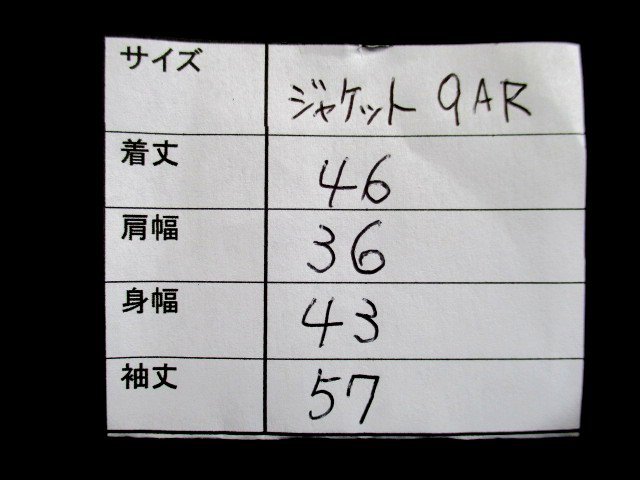 サイズ ジャケット 9AR
着丈 46
肩幅 36
身幅 43
袖丈 57